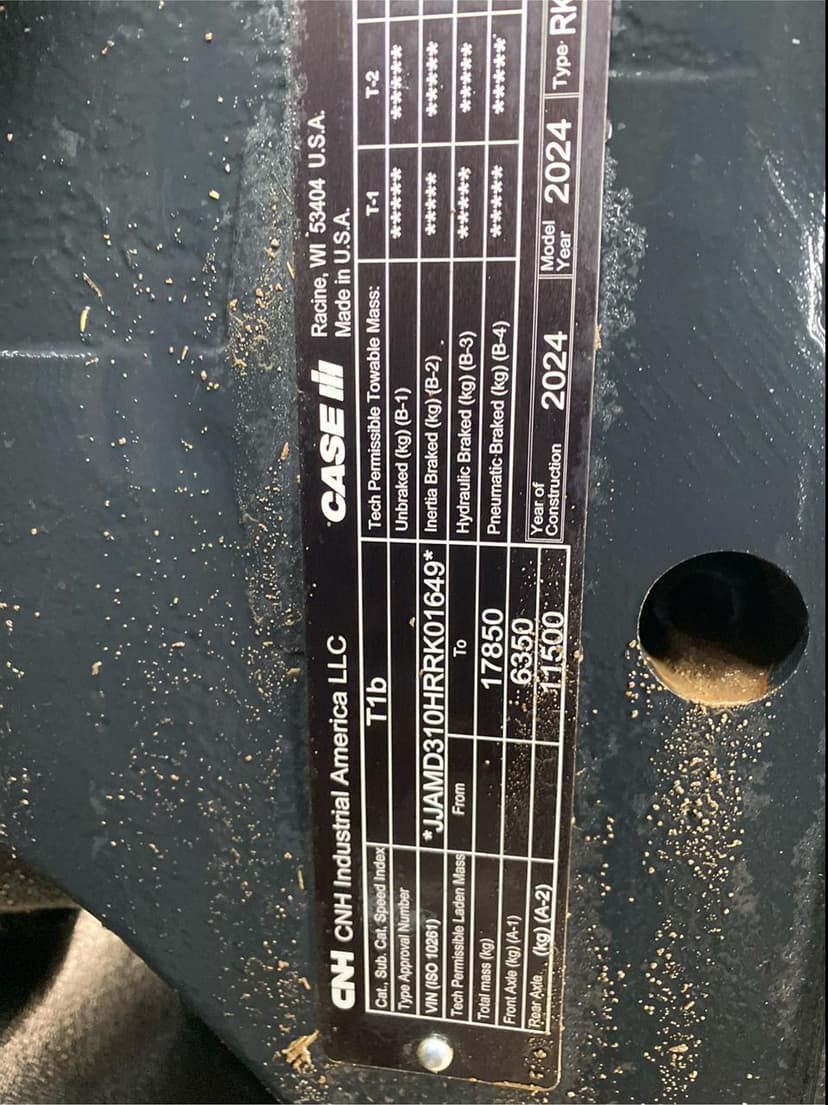 CNH CNH Industrial America LLC CASE IH Racine, WI 53404 U.S.A.
Made in U.S.A.
Cat., Sub. Cat, Speed Index T1b
Type Approval Number
VIN (ISO 10261) *JJAMD310HRRK01649*
Tech Permissible Laden Mass From To
Total mass (kg) 17850
Front Axle (kg) (A-1) 6350
Rear Axle (kg) (A-2) 11500
Tech Permissible Towable Mass: T-1 T-2
Unbraked (kg) (B-1) ***** *****
Inertia Braked (kg) (B-2) ***** *****
Hydraulic Braked (kg) (B-3) ***** *****
Pneumatic Braked (kg) (B-4) ***** *****
Year of Construction 2024 Model Year 2024 Type: RK